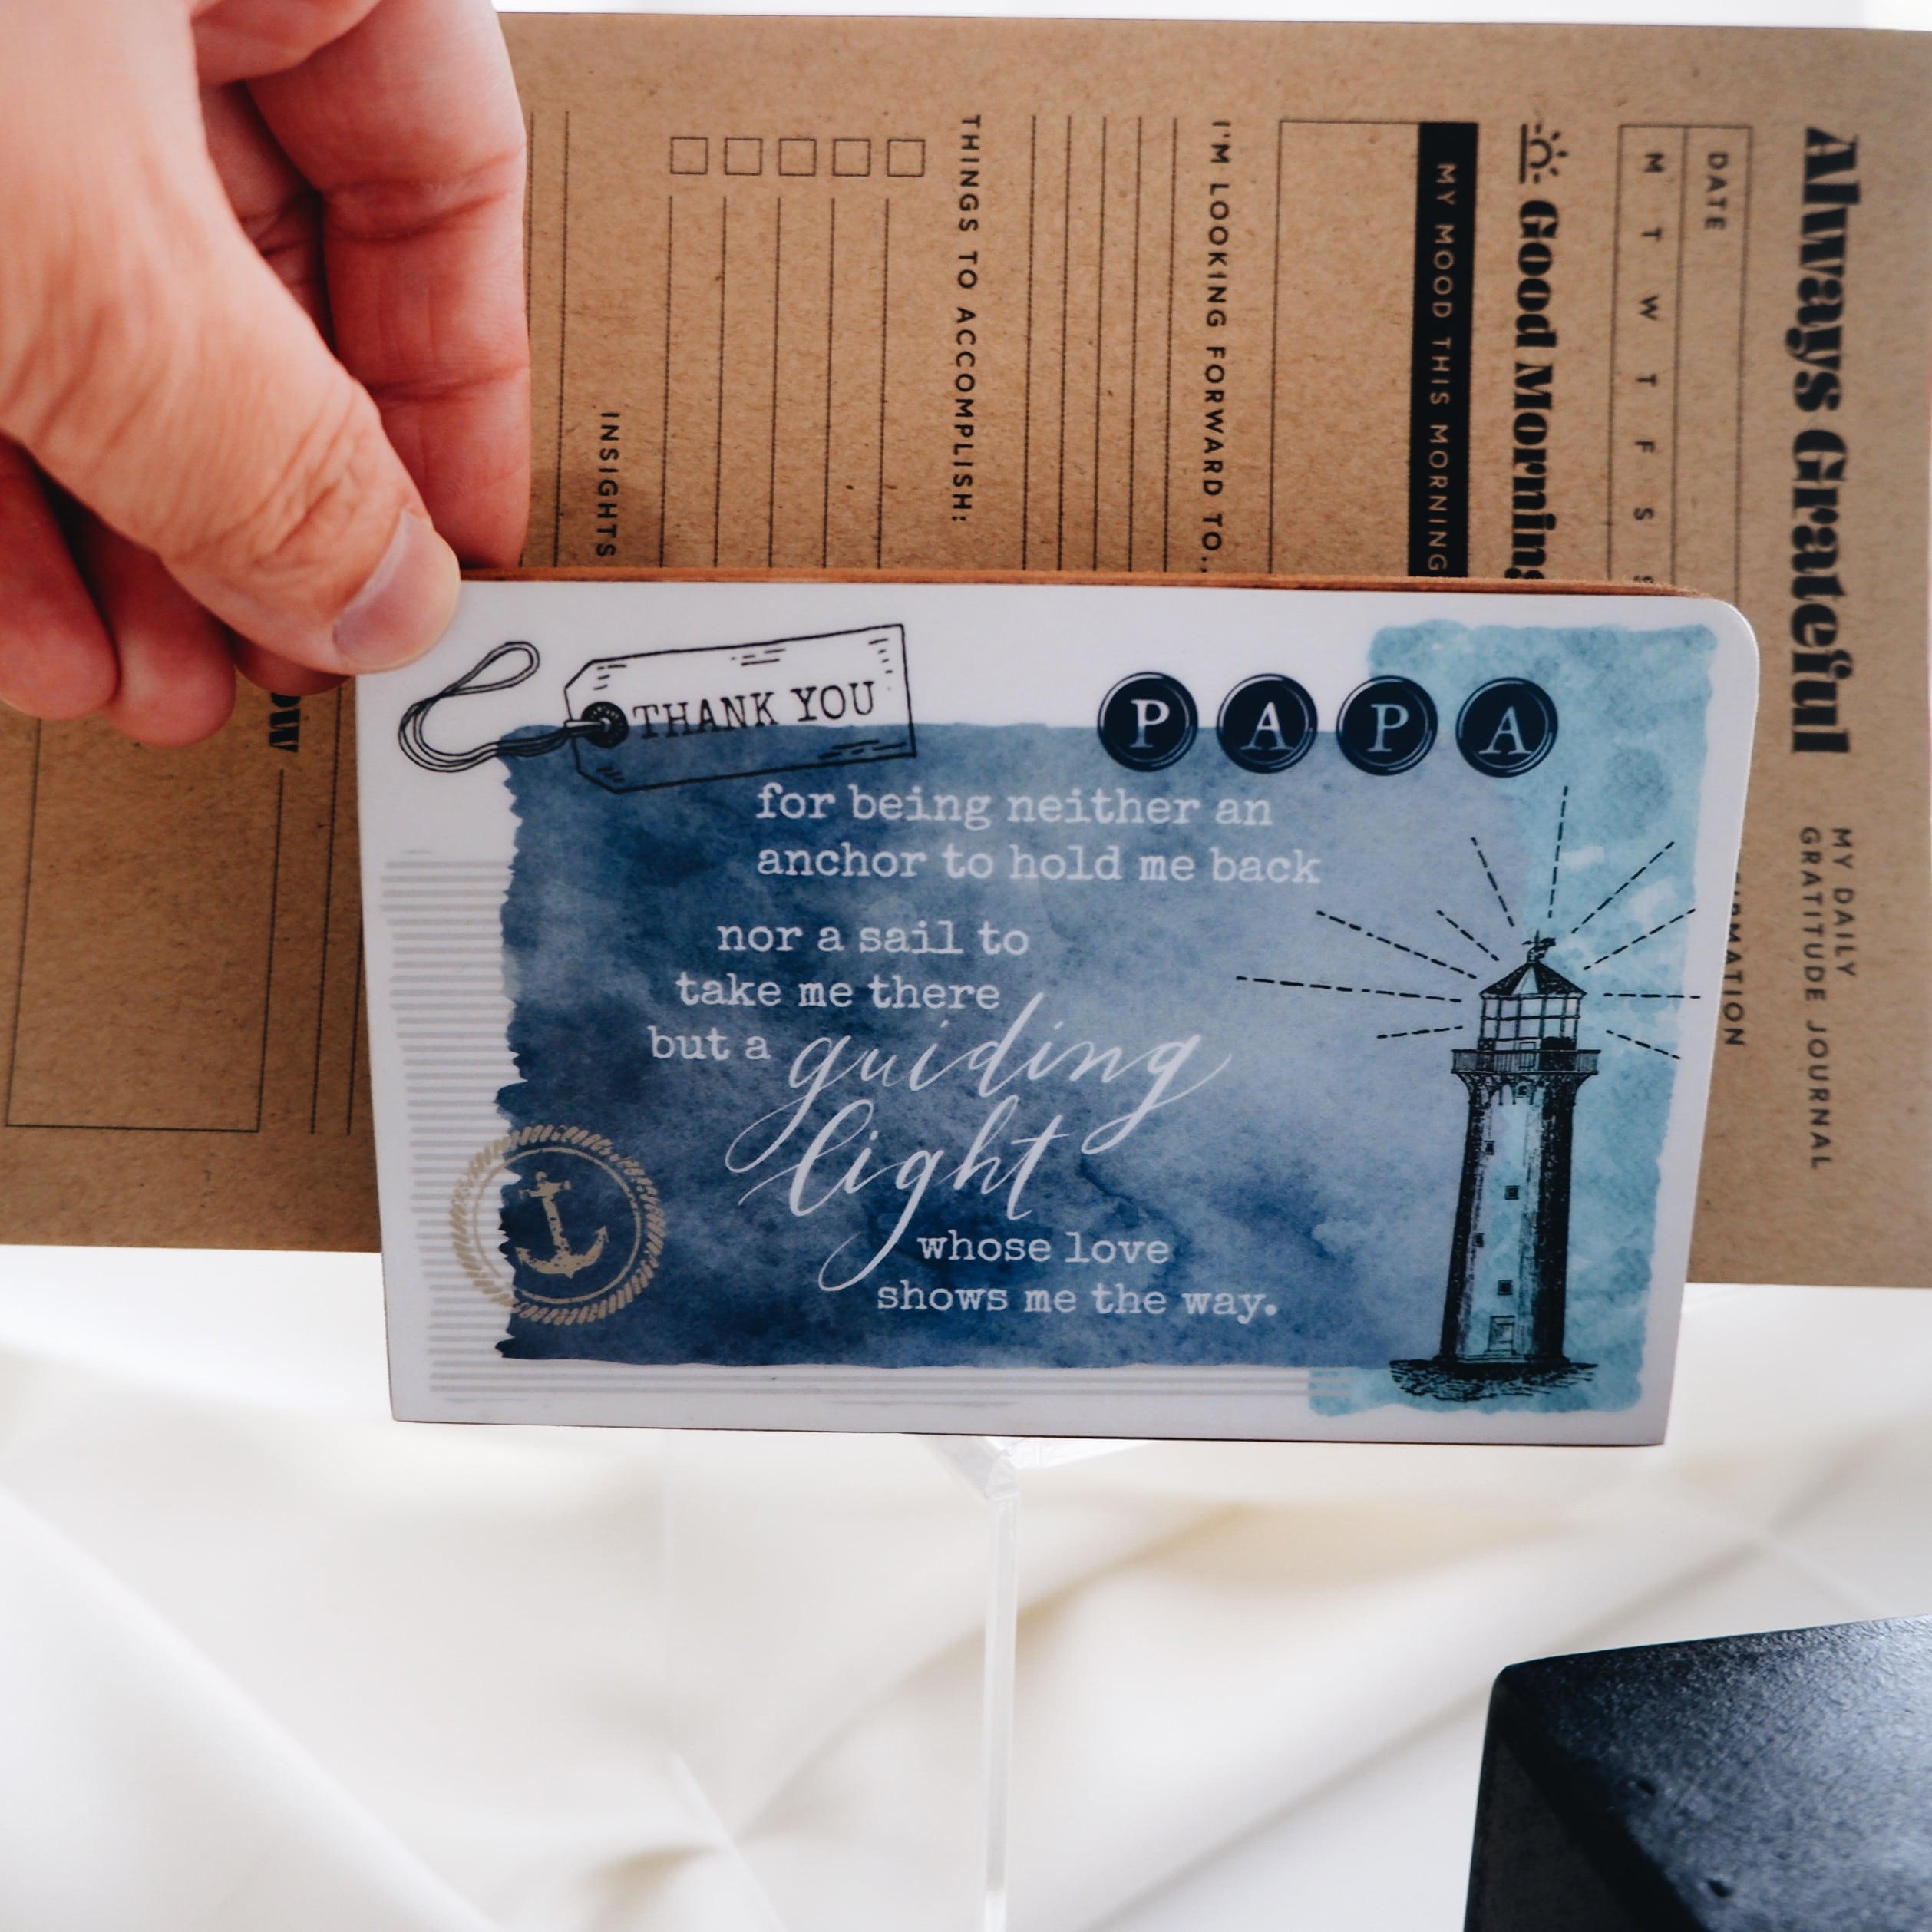 THANK YOU
PAPA
for being neither an
anchor to hold me back
nor a sail to
take me there
but a guiding
light
whose love
shows me the way.
Always Grateful
MY DAILY
GRATITUDE JOURNAL
DATE
M T W T F S S
Good Morning
MY MOOD THIS MORNING
I'M LOOKING FORWARD TO..
THINGS TO ACCOMPLISH:
INSIGHTS